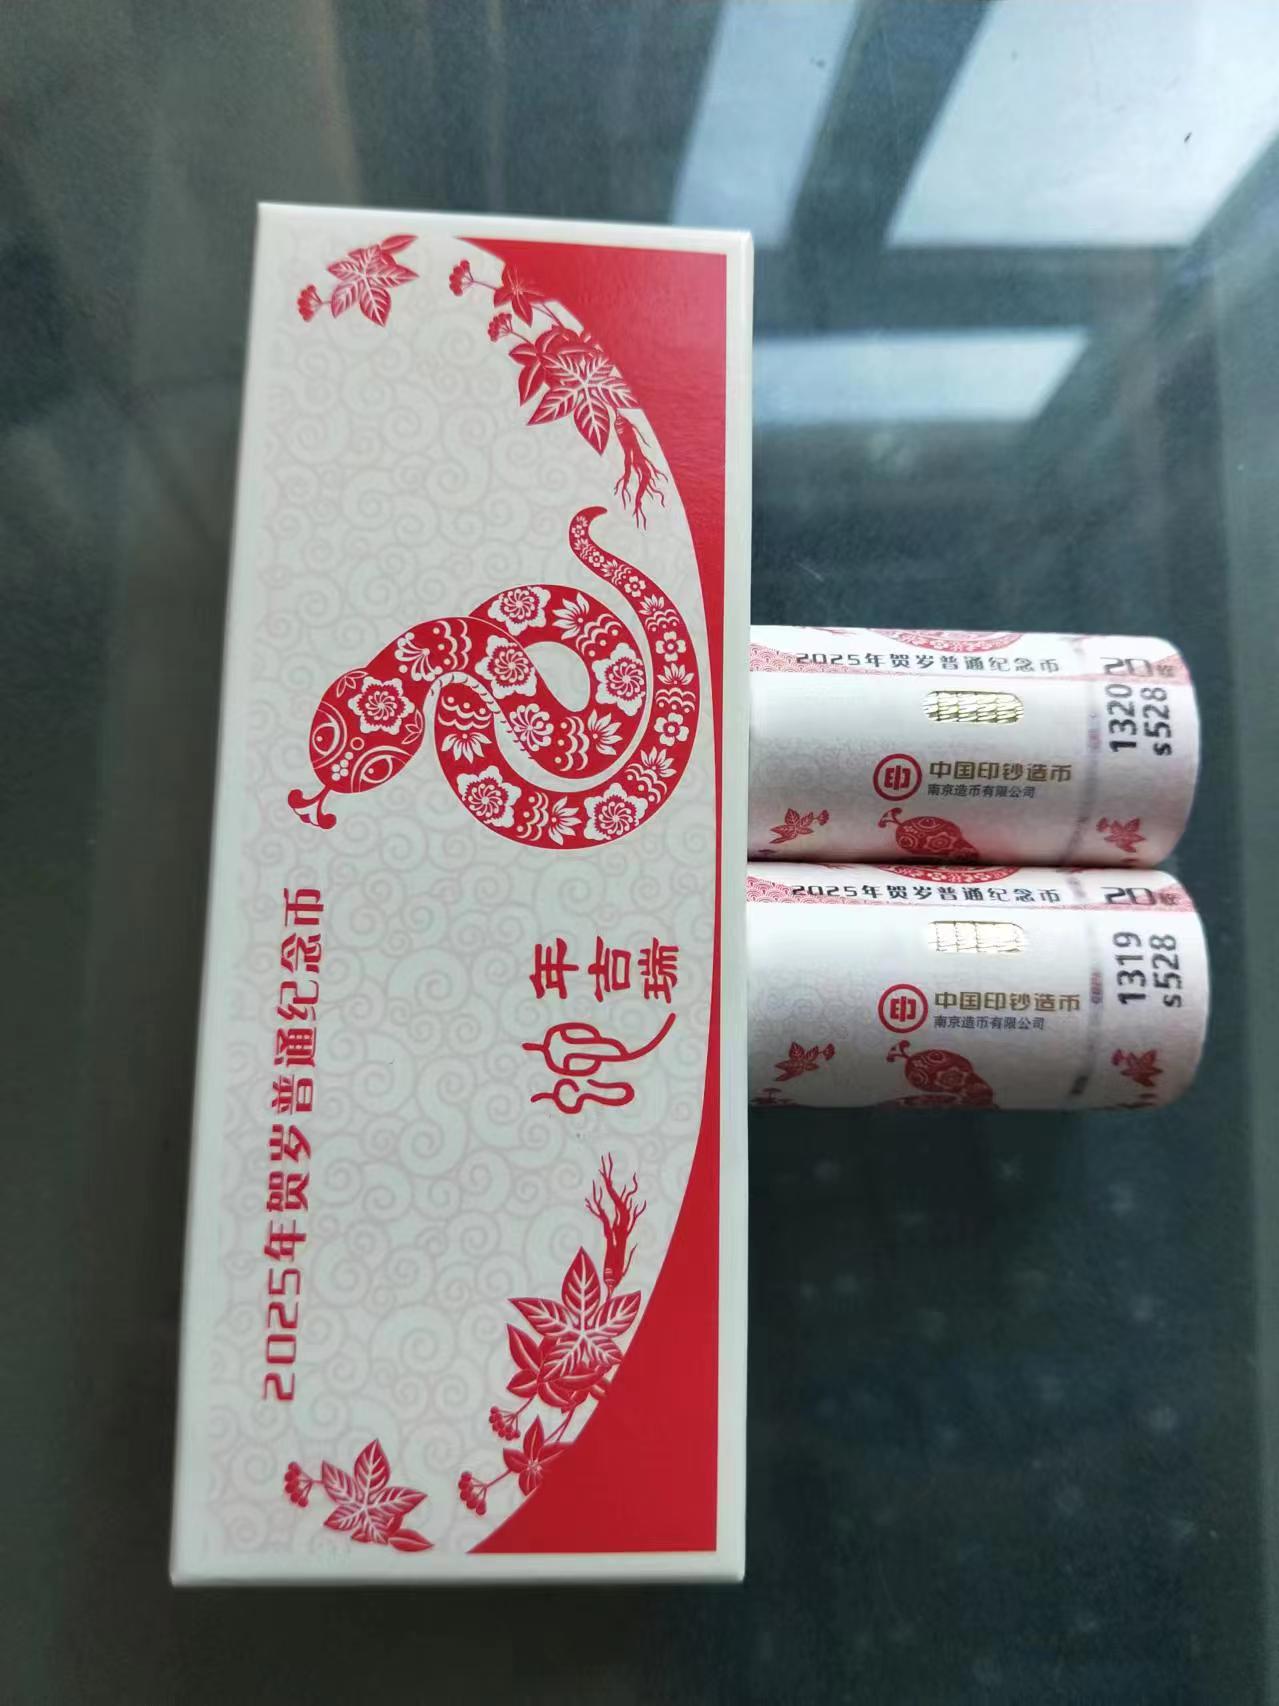 2025年贺岁普通纪念币
蛇年吉瑞
2025年贺岁普通纪念币
20枚
1320
s528
中国印钞造币
南京造币有限公司
2025年贺岁普通纪念币
20枚
1319
s528
中国印钞造币
南京造币有限公司